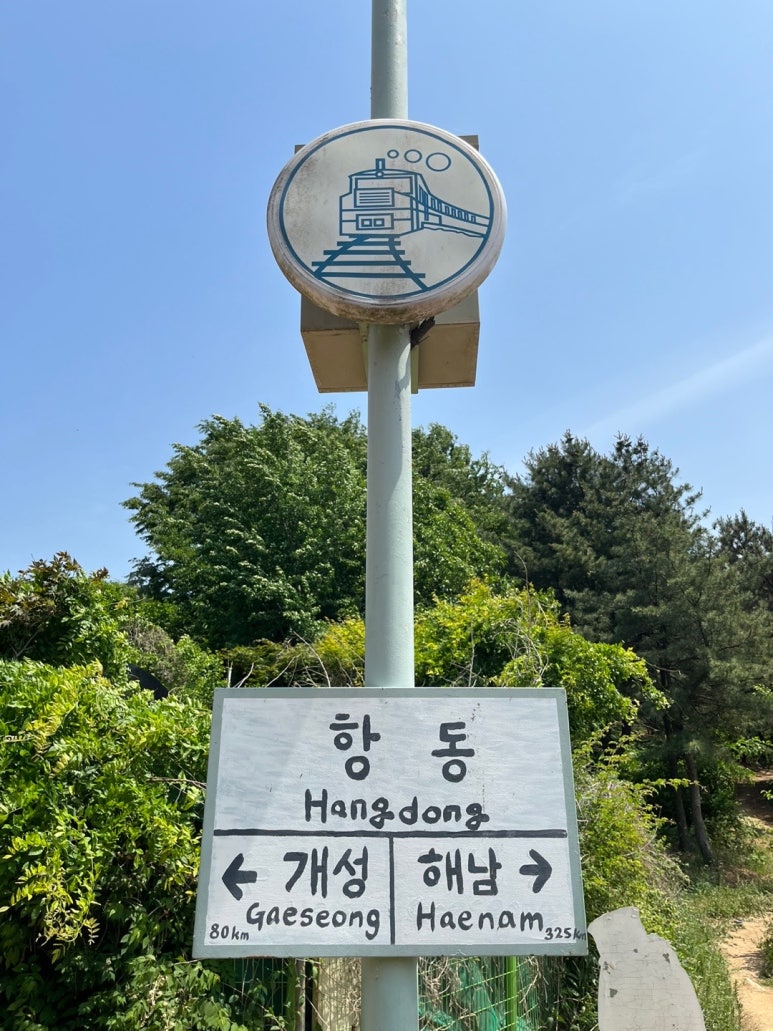 항 동
Hangdong
← 개성
Gaeseong
80km
해남 →
Haenam
325km